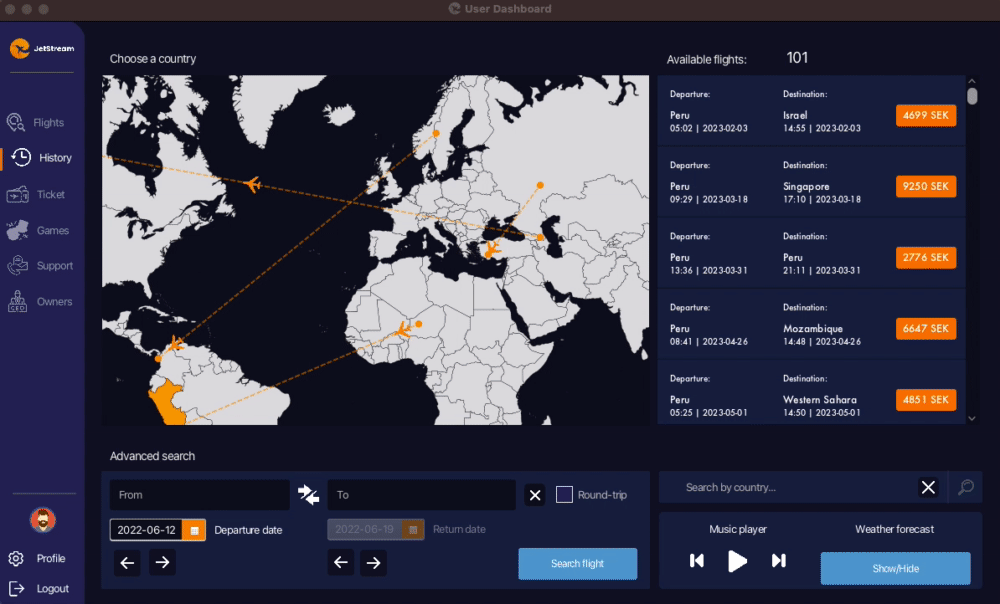 User Dashboard
JetStream
Flights
History
Ticket
Games
Support
CEO
Owners
Profile
Logout
Choose a country
Available flights: 101
Departure: Destination:
Peru Israel
05:02 | 2023-02-03 14:55 | 2023-02-03
4699 SEK
Departure: Destination:
Peru Singapore
09:29 | 2023-03-18 17:10 | 2023-03-18
9250 SEK
Departure: Destination:
Peru Peru
13:36 | 2023-03-31 21:11 | 2023-03-31
2776 SEK
Departure: Destination:
Peru Mozambique
08:41 | 2023-04-26 14:48 | 2023-04-26
6647 SEK
Departure: Destination:
Peru Western Sahara
05:25 | 2023-05-01 14:50 | 2023-05-01
4851 SEK
Advanced search
From
To
Round-trip
2022-06-12 Departure date
2022-06-19 Return date
Search flight
Search by country...
Music player
Weather forecast
Show/Hide